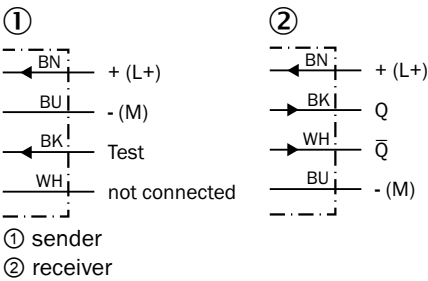 ①
BN + (L+)
BU - (M)
BK Test
WH not connected
②
BN + (L+)
BK Q
WH Q̅
BU - (M)
① sender
② receiver